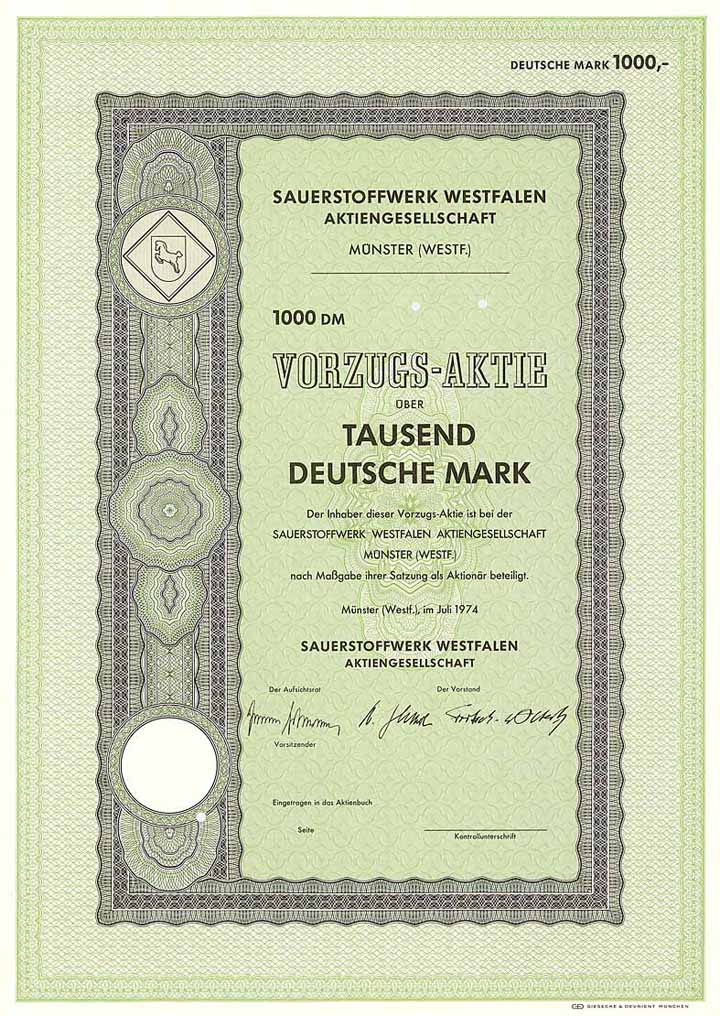 DEUTSCHE MARK 1000,-
SAUERSTOFFWERK WESTFALEN
AKTIENGESELLSCHAFT
MÜNSTER (WESTF.)
1000 DM
VORZUGS-AKTIE
ÜBER
TAUSEND
DEUTSCHE MARK
Der Inhaber dieser Vorzugs-Aktie ist bei der
SAUERSTOFFWERK WESTFALEN AKTIENGESELLSCHAFT
MÜNSTER (WESTF.)
nach Maßgabe ihrer Satzung als Aktionär beteiligt.
Münster (Westf.), im Juli 1974
SAUERSTOFFWERK WESTFALEN
AKTIENGESELLSCHAFT
Der Aufsichtsrat Der Vorstand
Vorsitzender
Eingetragen in das Aktienbuch
Seite Kontrollunterschrift
GIESECKE & DEVRIENT MÜNCHEN